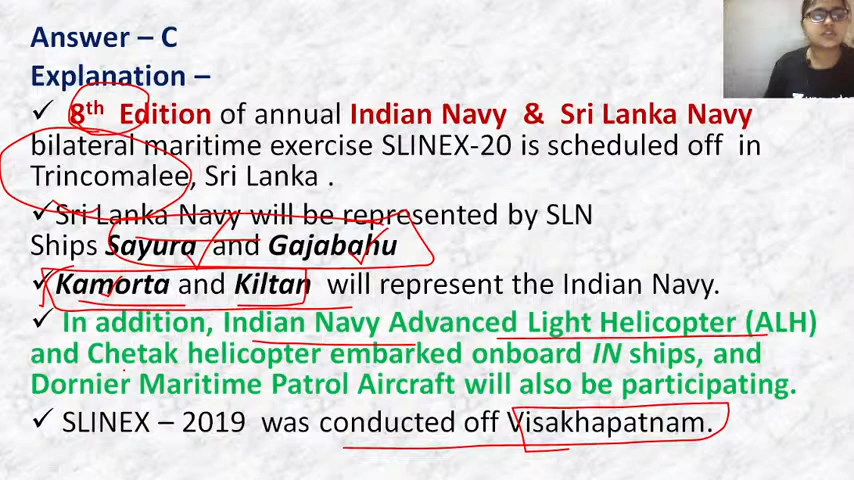 Answer – C
Explanation –
✓ 8th Edition of annual Indian Navy & Sri Lanka Navy
bilateral maritime exercise SLINEX-20 is scheduled off in
Trincomalee, Sri Lanka .
✓ Sri Lanka Navy will be represented by SLN
Ships Sayura and Gajabahu
✓ Kamorta and Kiltan will represent the Indian Navy.
✓ In addition, Indian Navy Advanced Light Helicopter (ALH)
and Chetak helicopter embarked onboard IN ships, and
Dornier Maritime Patrol Aircraft will also be participating.
✓ SLINEX – 2019 was conducted off Visakhapatnam.